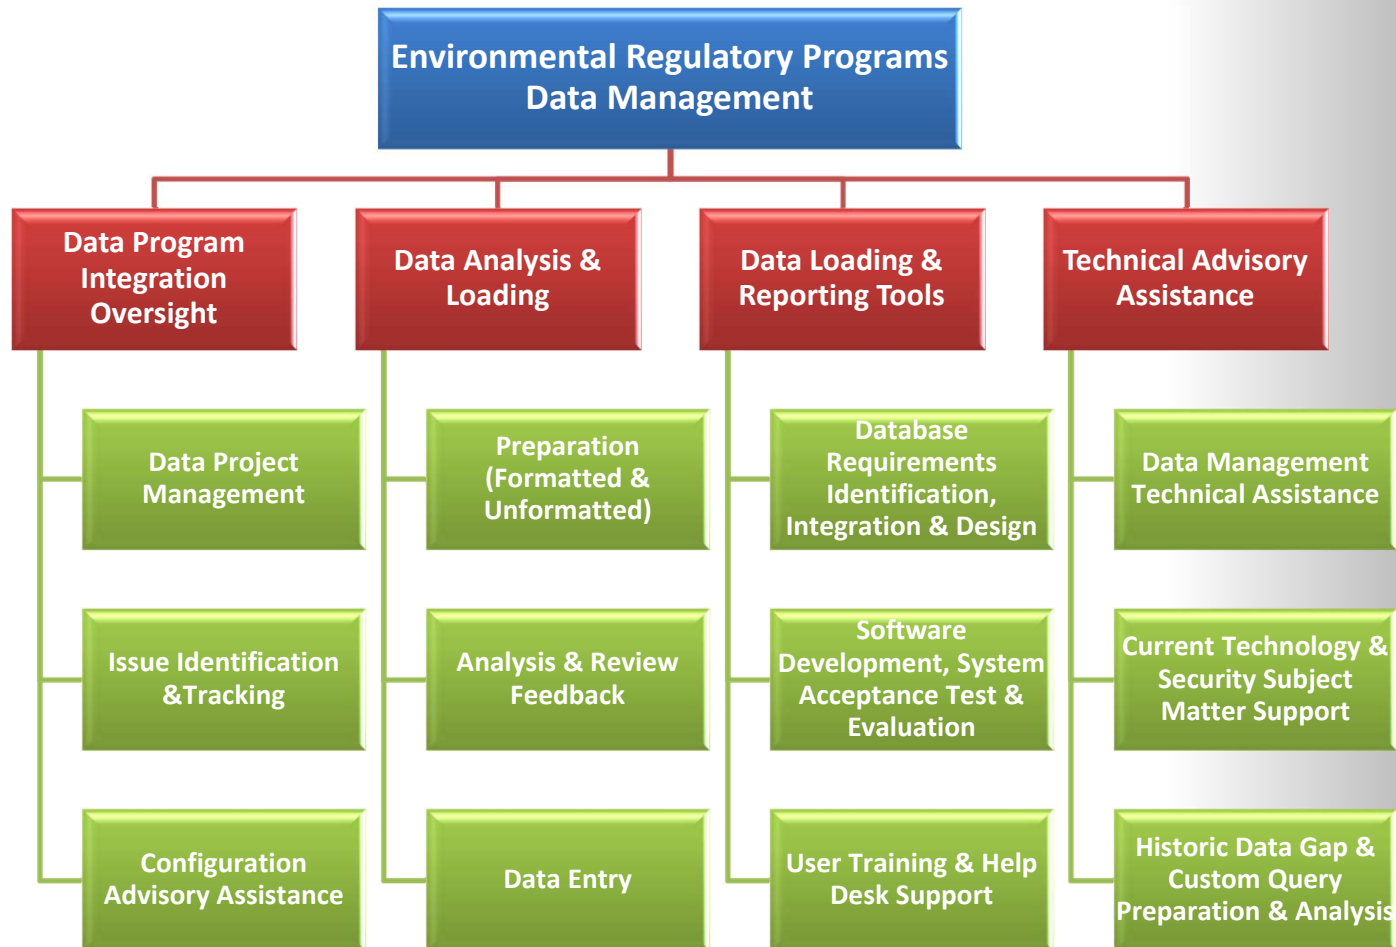 Environmental Regulatory Programs
Data Management
Data Program
Integration
Oversight
Data Analysis &
Loading
Data Loading &
Reporting Tools
Technical Advisory
Assistance
Data Project
Management
Preparation
(Formatted &
Unformatted)
Database
Requirements
Identification,
Integration & Design
Data Management
Technical Assistance
Issue Identification
&Tracking
Analysis & Review
Feedback
Software
Development, System
Acceptance Test &
Evaluation
Current Technology &
Security Subject
Matter Support
Configuration
Advisory Assistance
Data Entry
User Training & Help
Desk Support
Historic Data Gap &
Custom Query
Preparation & Analysis